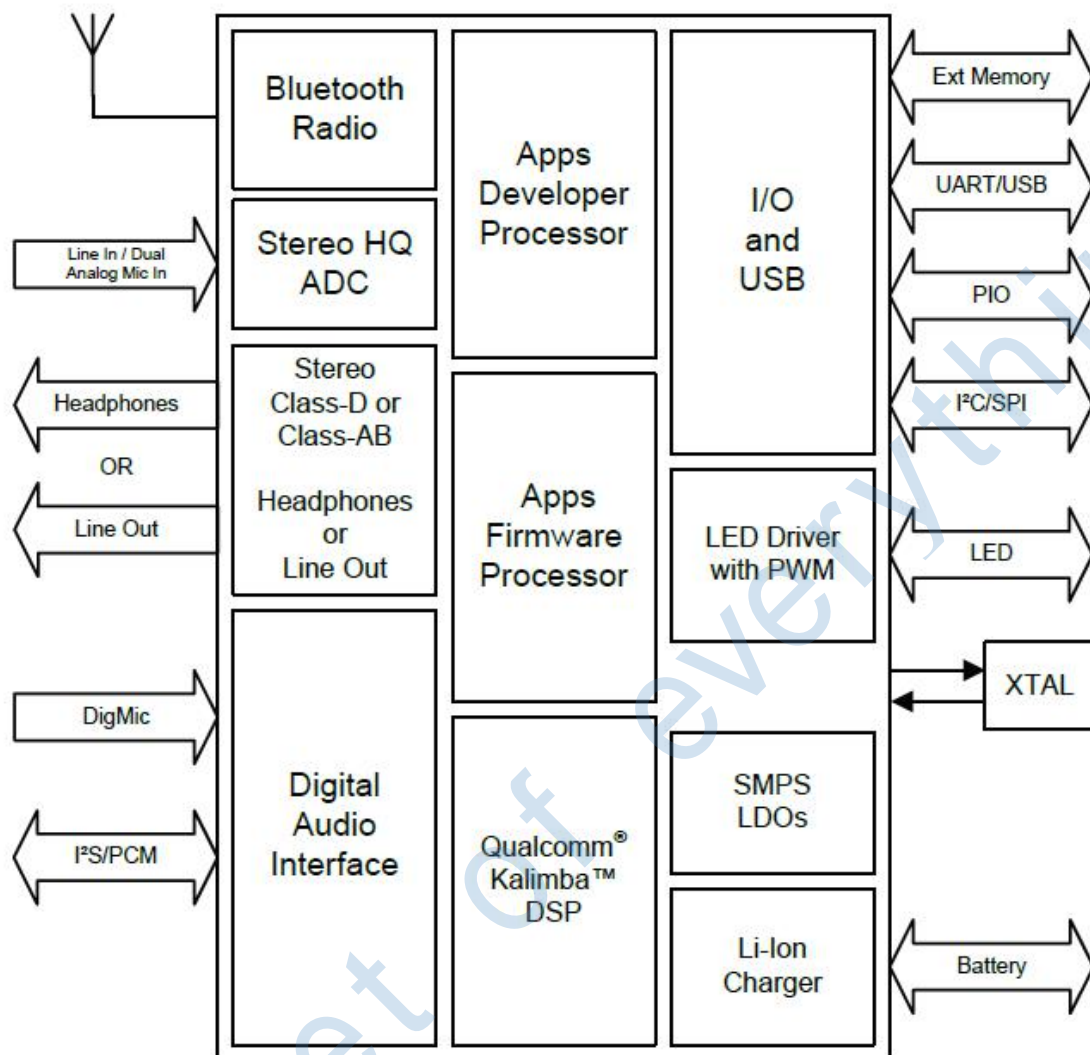 Bluetooth
Radio
Apps
Developer
Processor
I/O
and
USB
Ext Memory
UART/USB
PIO
I²C/SPI
Line In / Dual
Analog Mic In
Stereo HQ
ADC
Headphones
OR
Line Out
Stereo
Class-D or
Class-AB
Headphones
or
Line Out
Apps
Firmware
Processor
LED Driver
with PWM
LED
XTAL
DigMic
I²S/PCM
Digital
Audio
Interface
Qualcomm®
Kalimba™
DSP
SMPS
LDOs
Li-Ion
Charger
Battery
of